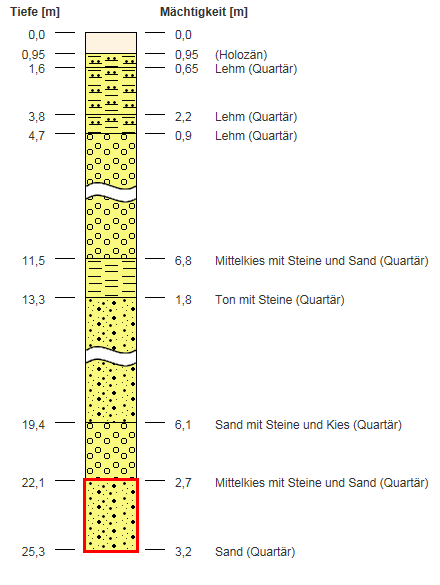 Tiefe [m] Mächtigkeit [m]
0,0 0,0
0,95 0,95 (Holozän)
1,6 0,65 Lehm (Quartär)
3,8 2,2 Lehm (Quartär)
4,7 0,9 Lehm (Quartär)
11,5 6,8 Mittelkies mit Steine und Sand (Quartär)
13,3 1,8 Ton mit Steine (Quartär)
19,4 6,1 Sand mit Steine und Kies (Quartär)
22,1 2,7 Mittelkies mit Steine und Sand (Quartär)
25,3 3,2 Sand (Quartär)